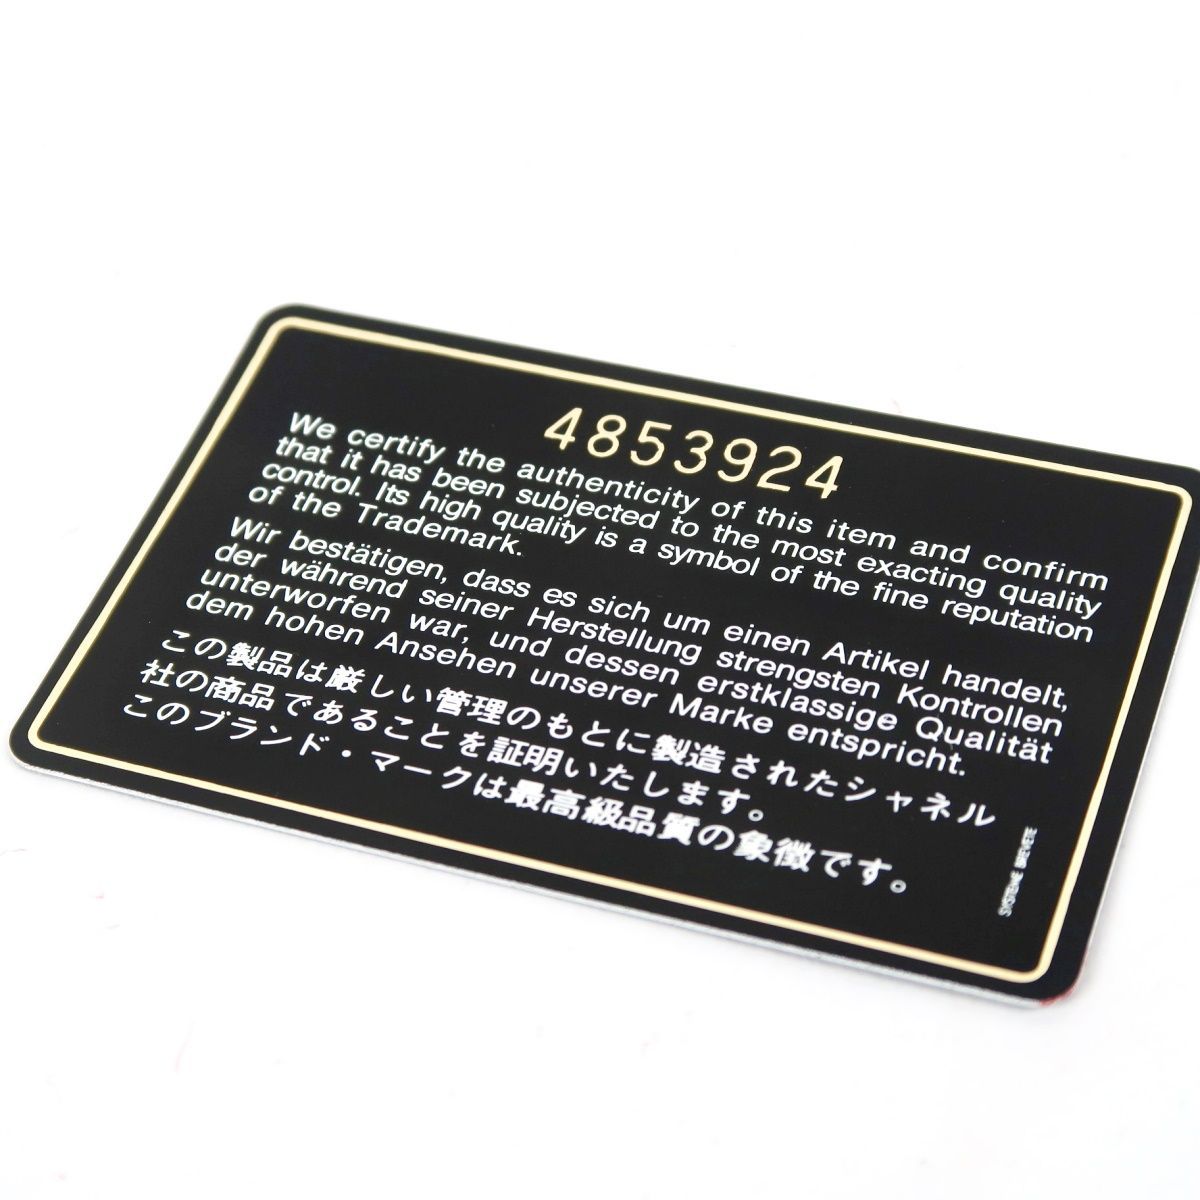 4853924
We certify the authenticity of this item and confirm
that it has been subjected to the most exacting quality
control. Its high quality is a symbol of the fine reputation
of the Trademark.
Wir bestätigen, dass es sich um einen Artikel handelt,
der während seiner Herstellung strengsten Kontrollen
unterworfen war, und dessen erstklassige Qualität
dem hohen Ansehen unserer Marke entspricht.
この製品は厳しい管理のもとに製造されたシャネル
社の商品であることを証明いたします。
このブランド・マークは最高級品質の象徴です。
SYSTEME BREVETE